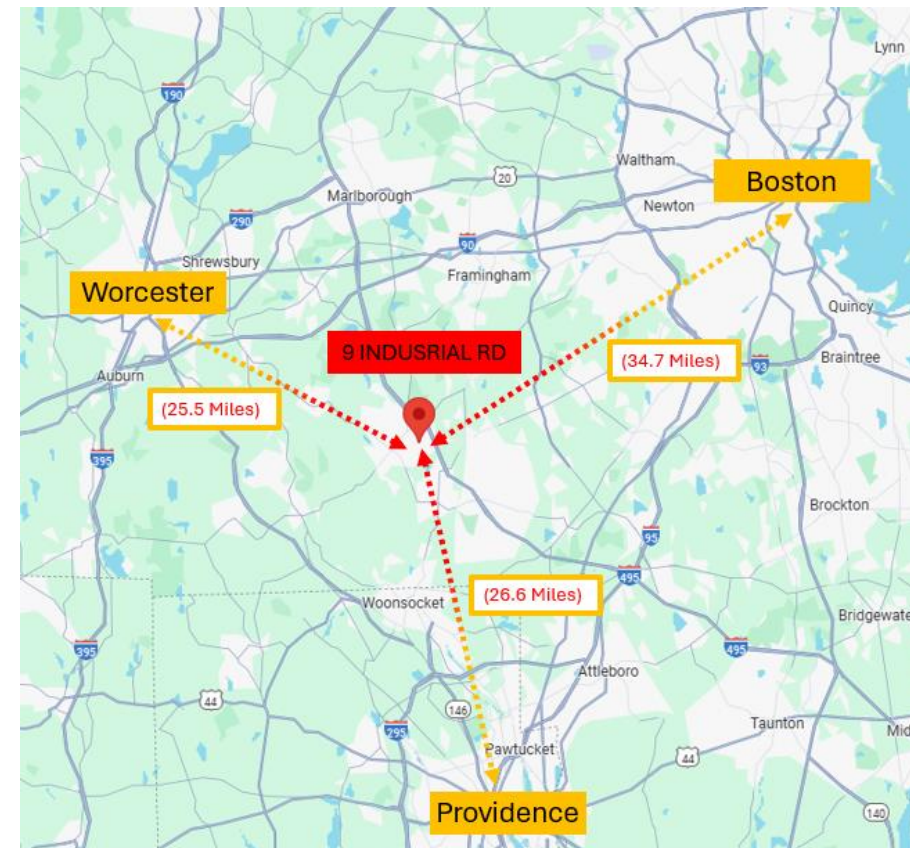 Lynn
190
Waltham
20
Boston
Marlborough
Newton
290
90
Shrewsbury
Framingham
Worcester
Quincy
9 INDUSRIAL RD
(34.7 Miles)
Braintree
93
Auburn
(25.5 Miles)
395
Brockton
95
495
(26.6 Miles)
Woonsocket
Bridgewate
395
495
Attleboro
44
146
Taunton
Mid
295
Pawtucket
44
Providence
140